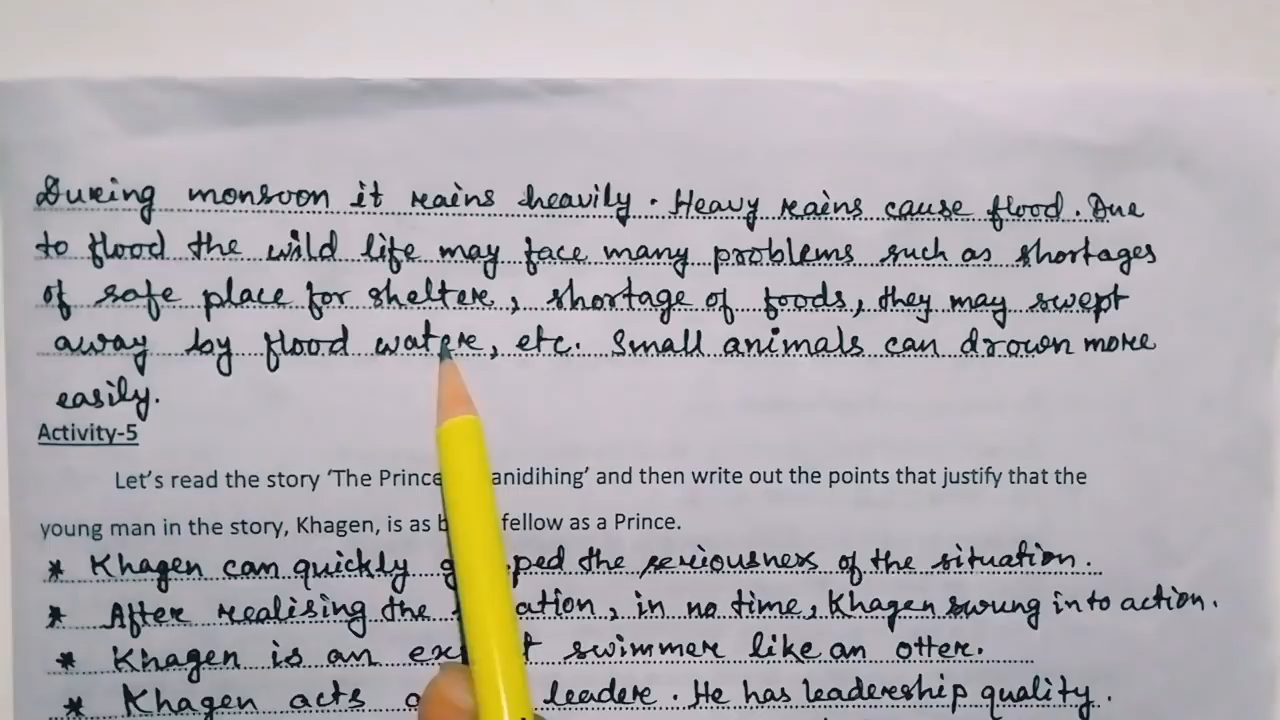 During monsoon it rains heavily. Heavy rains cause flood. Due
to flood the wild life may face many problems such as shortages
of safe place for shelter, shortage of foods, they may swept
away by flood water, etc. Small animals can drown more
easily.
Activity-5
Let's read the story 'The Prince anidihing' and then write out the points that justify that the
young man in the story, Khagen, is as fellow as a Prince.
* Khagen can quickly the seriousness of the situation.
* After realising the in no time, Khagen swung into action.
* Khagen is an swimmer like an otter.
* Khagen acts leader. He has leadership quality.